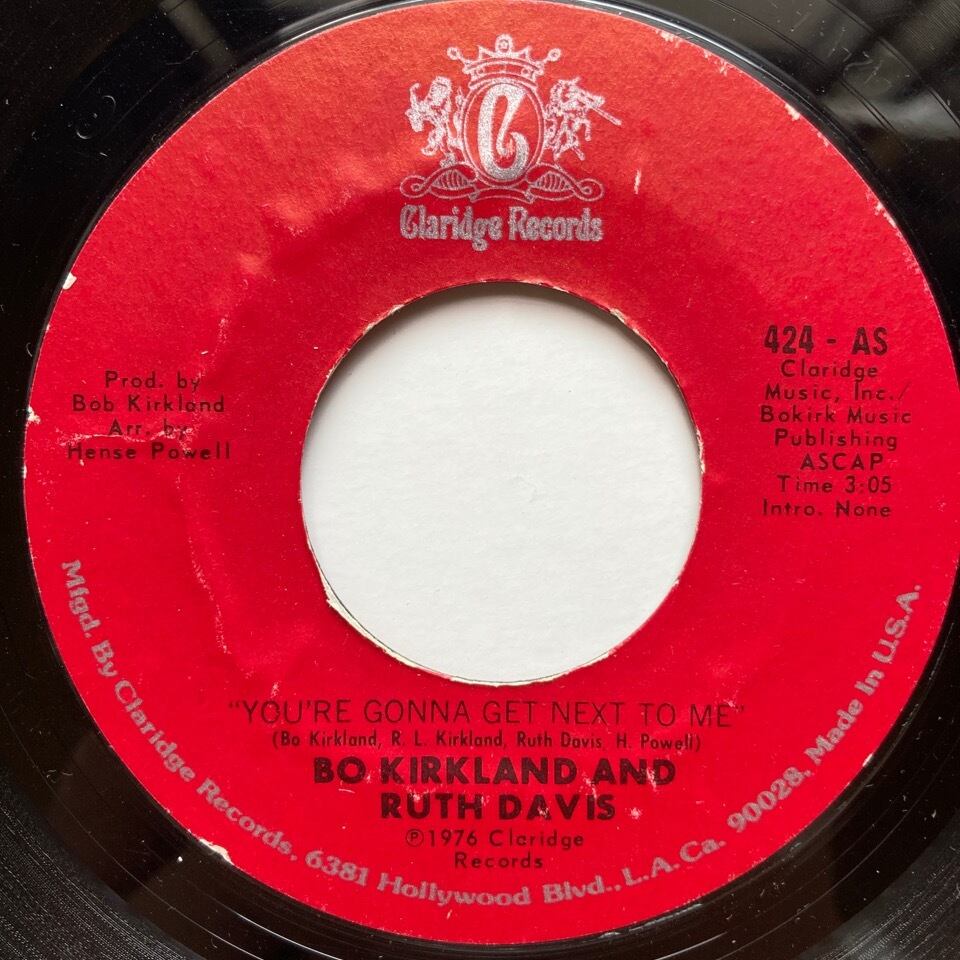 C
Claridge Records
Prod. by
Bob Kirkland
Arr. by
Hense Powell
424 - AS
Claridge
Music, Inc./
Bokirk Music
Publishing
ASCAP
Time 3:05
Intro. None
"YOU'RE GONNA GET NEXT TO ME"
(Bo Kirkland, R. L. Kirkland, Ruth Davis, H. Powell)
BO KIRKLAND AND
RUTH DAVIS
℗1976 Claridge
Records
Mfgd. By Claridge Records, 6381 Hollywood Blvd., L.A. Ca. 90028, Made In U.S.A.